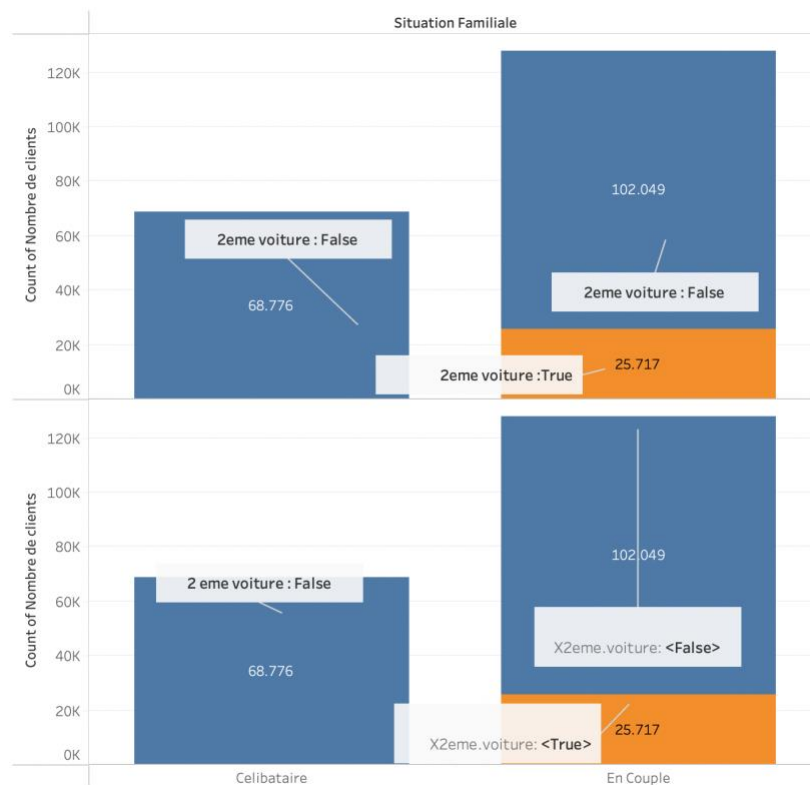 Situation Familiale
Count of Nombre de clients
120K
100K
80K
60K
40K
20K
0K
2eme voiture : False
68.776
102.049
2eme voiture : False
2eme voiture :True
25.717
Count of Nombre de clients
120K
100K
80K
60K
40K
20K
0K
2 eme voiture : False
68.776
102.049
X2eme.voiture: <False>
X2eme.voiture: <True>
25.717
Celibataire
En Couple